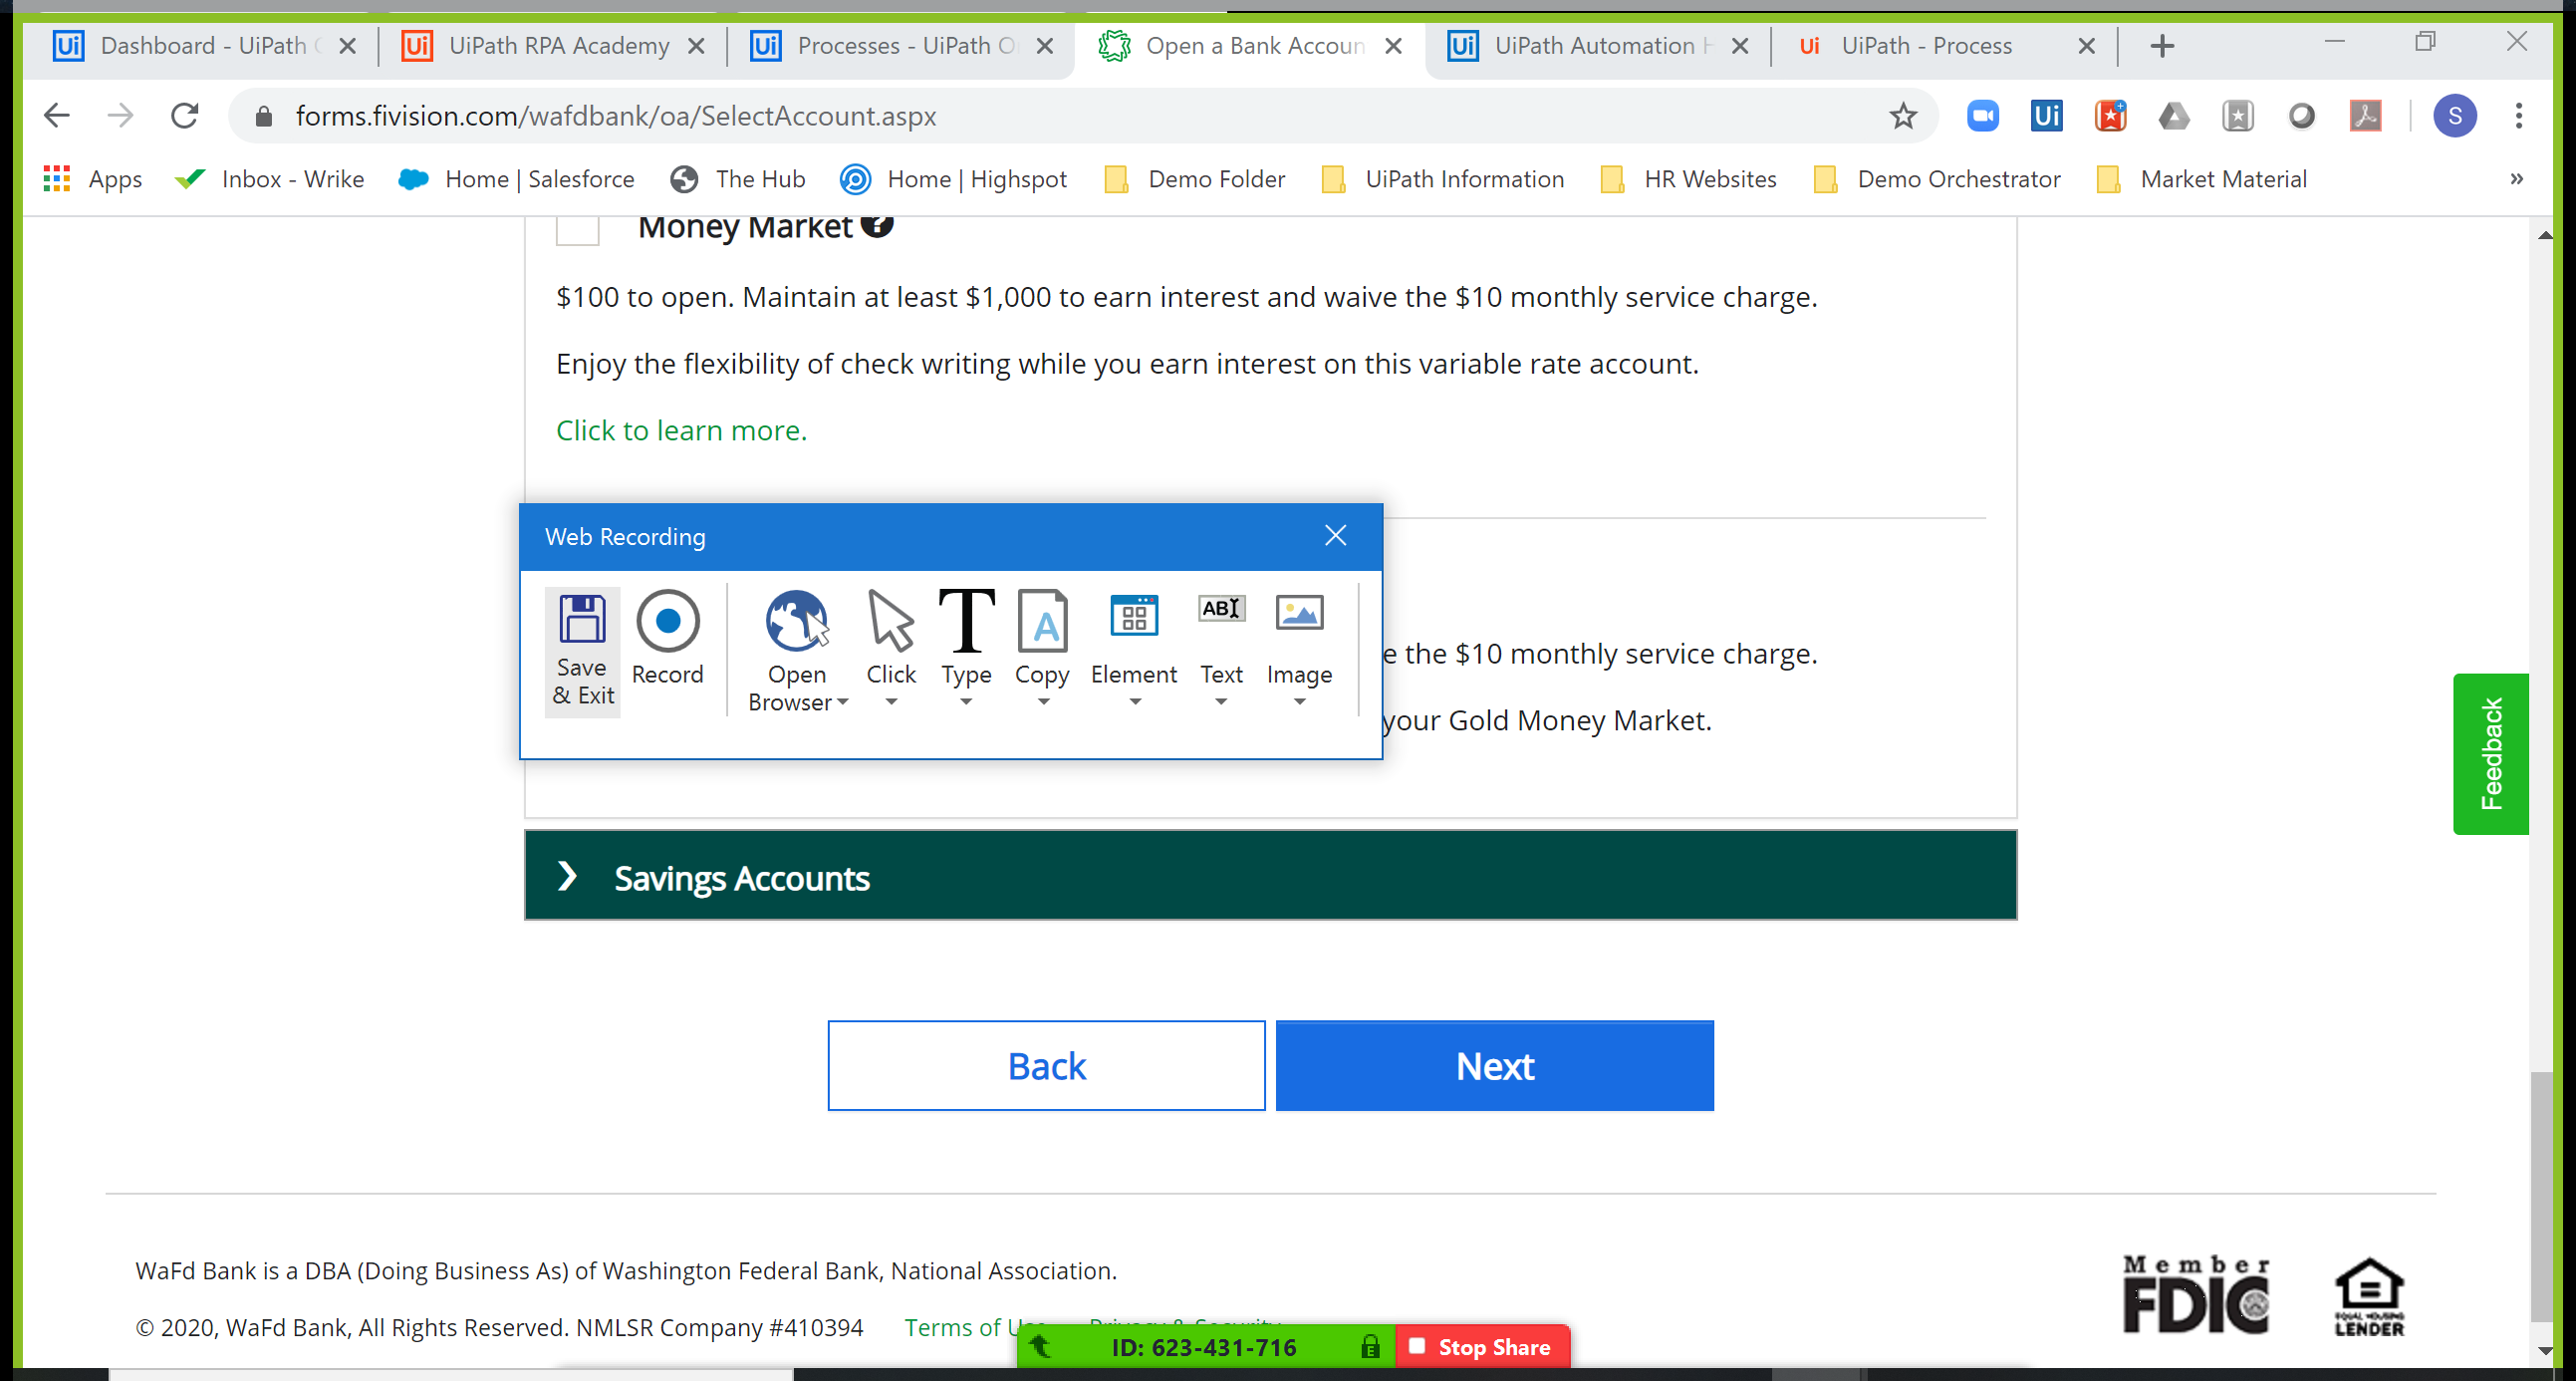 Dashboard - UiPath
UiPath RPA Academy
Processes - UiPath O
Open a Bank Accoun
UiPath Automation H
Ui UiPath - Process
forms.fivision.com/wafdbank/oa/SelectAccount.aspx
Ui
S
Apps
Inbox - Wrike
Home | Salesforce
The Hub
Home | Highspot
Demo Folder
UiPath Information
HR Websites
Demo Orchestrator
Market Material
»
Money Market
$100 to open. Maintain at least $1,000 to earn interest and waive the $10 monthly service charge.
Enjoy the flexibility of check writing while you earn interest on this variable rate account.
Click to learn more.
Web Recording
Save & Exit
Record
Open Browser
Click
Type
Copy
Element
Text
Image
e the $10 monthly service charge.
your Gold Money Market.
Feedback
Savings Accounts
Back
Next
WaFd Bank is a DBA (Doing Business As) of Washington Federal Bank, National Association.
© 2020, WaFd Bank, All Rights Reserved. NMLSR Company #410394
Terms of Use
Privacy & Security
Member
FDIC
EQUAL HOUSING
LENDER
ID: 623-431-716
Stop Share